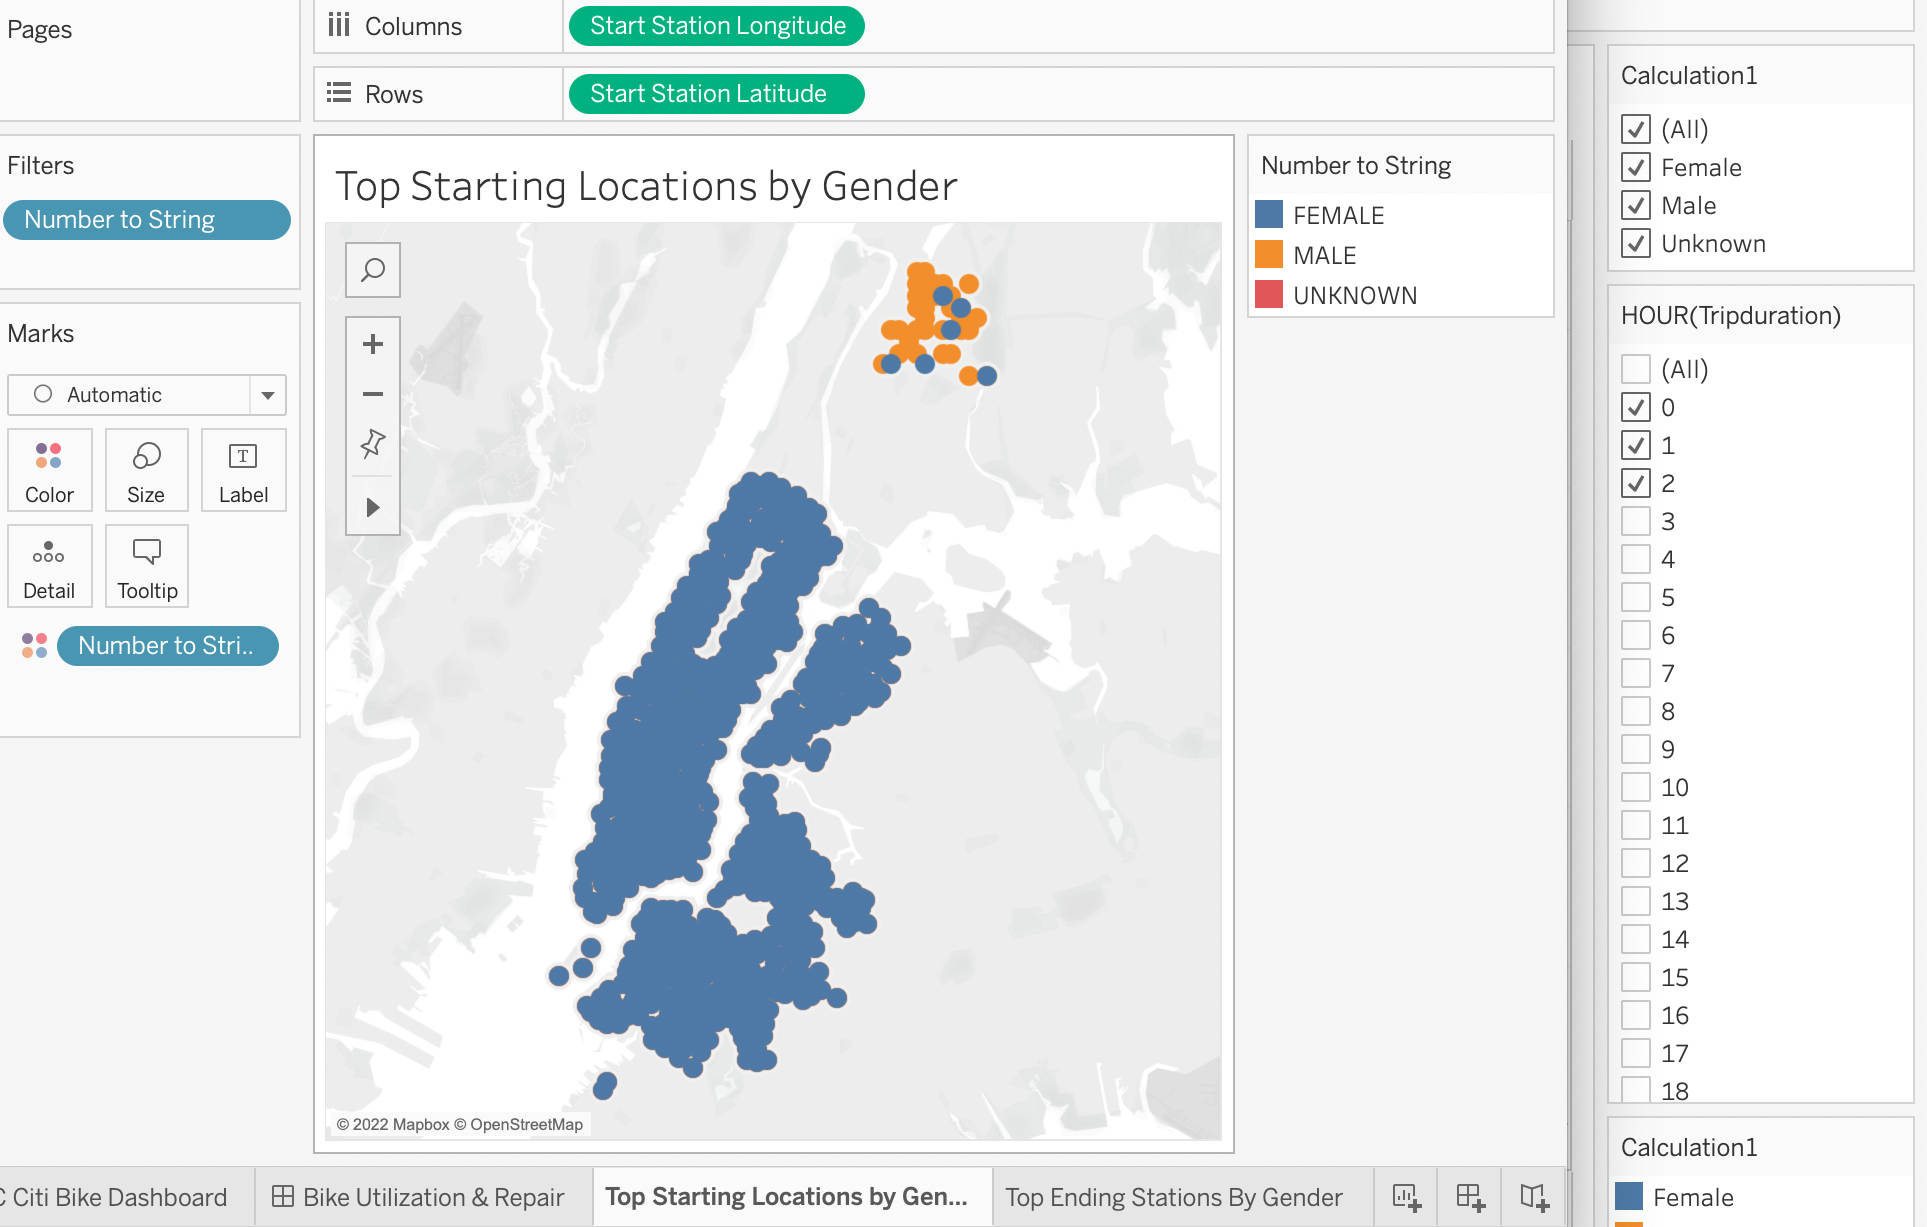 Pages
Columns
Start Station Longitude
Rows
Start Station Latitude
Filters
Number to String
Marks
Automatic
Color
Size
Label
Detail
Tooltip
Number to Stri..
Top Starting Locations by Gender
© 2022 Mapbox © OpenStreetMap
Number to String
FEMALE
MALE
UNKNOWN
Calculation1
(All)
Female
Male
Unknown
HOUR(Tripduration)
(All)
0
1
2
3
4
5
6
7
8
9
10
11
12
13
14
15
16
17
18
Calculation1
Female
C Citi Bike Dashboard
Bike Utilization & Repair
Top Starting Locations by Gen...
Top Ending Stations By Gender